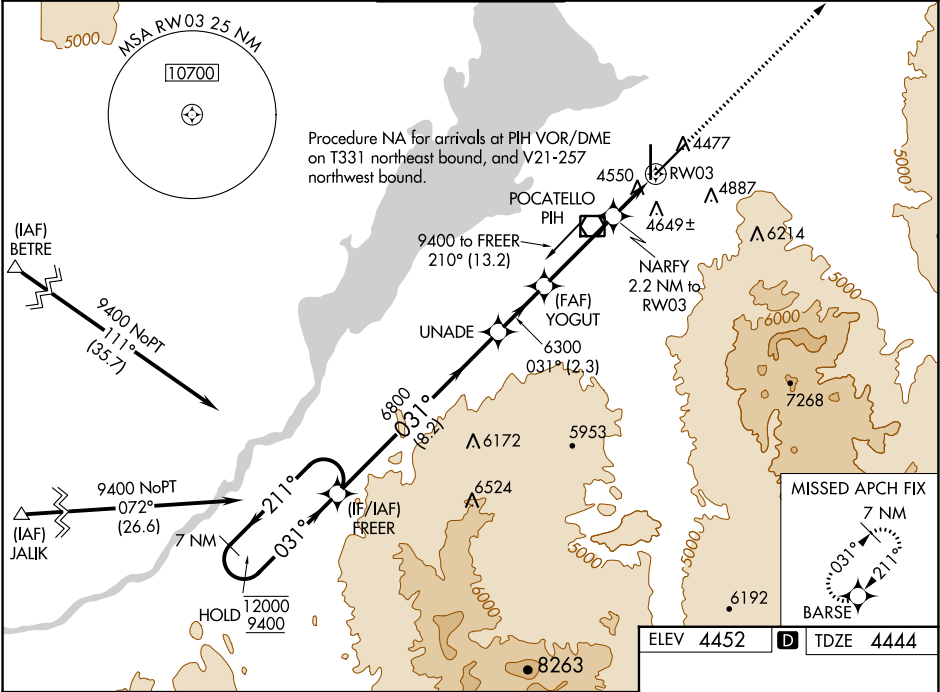 5000
MSA RW03 25 NM
10700
Procedure NA for arrivals at PIH VOR/DME
on T331 northeast bound, and V21-257
northwest bound.
4477
RW03
4550
4887
4649±
6214
5000
5000
POCATELLO
PIH
9400 to FREER
210° (13.2)
NARFY
2.2 NM to
RW03
(FAF)
YOGUT
UNADE
6300
031° (2.3)
(IAF)
BETRE
9400 NoPT
111°
(35.7)
6000
7268
6800
031°
(8.2)
6172
5953
6524
9400 NoPT
072°
(26.6)
(IAF)
JALIK
211°
031°
7 NM
(IF/IAF)
FREER
HOLD
12000
9400
5000
5000
6000
6192
8263
MISSED APCH FIX
7 NM
031°
211°
BARSE
ELEV 4452
D
TDZE 4444